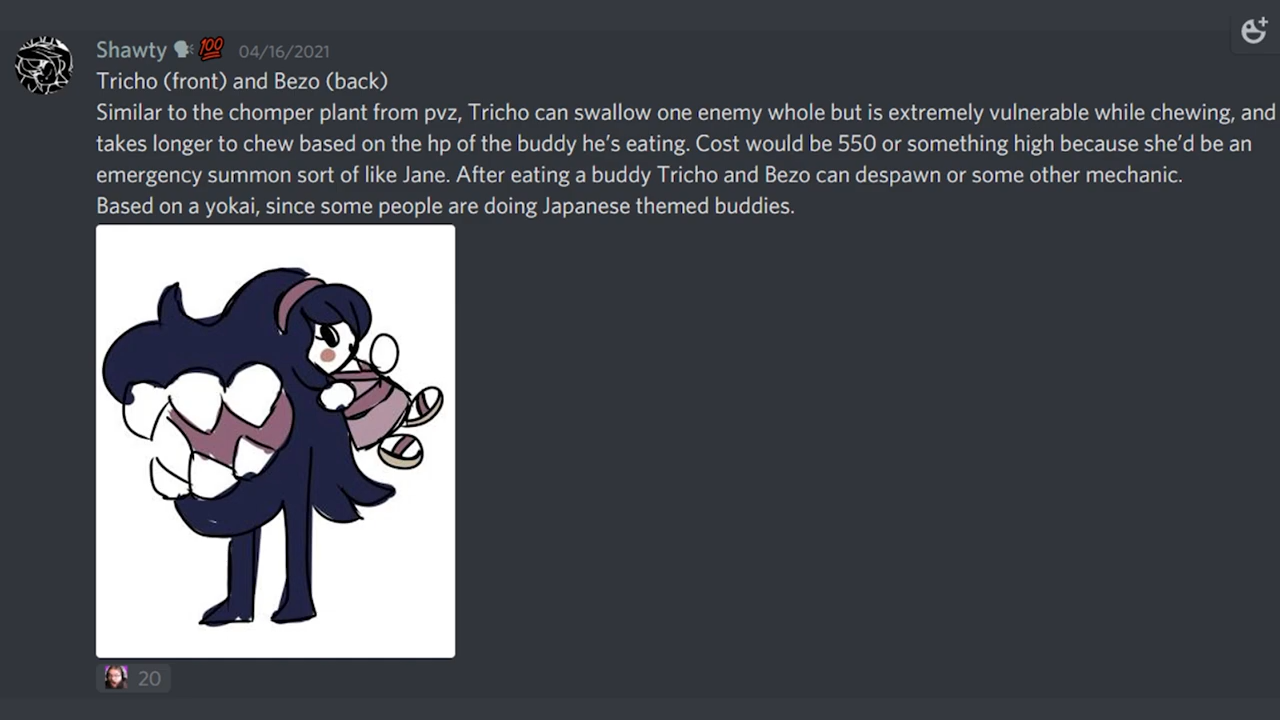 Shawty 🗣💯 04/16/2021
Tricho (front) and Bezo (back)
Similar to the chomper plant from pvz, Tricho can swallow one enemy whole but is extremely vulnerable while chewing, and
takes longer to chew based on the hp of the buddy he’s eating. Cost would be 550 or something high because she’d be an
emergency summon sort of like Jane. After eating a buddy Tricho and Bezo can despawn or some other mechanic.
Based on a yokai, since some people are doing Japanese themed buddies.
20